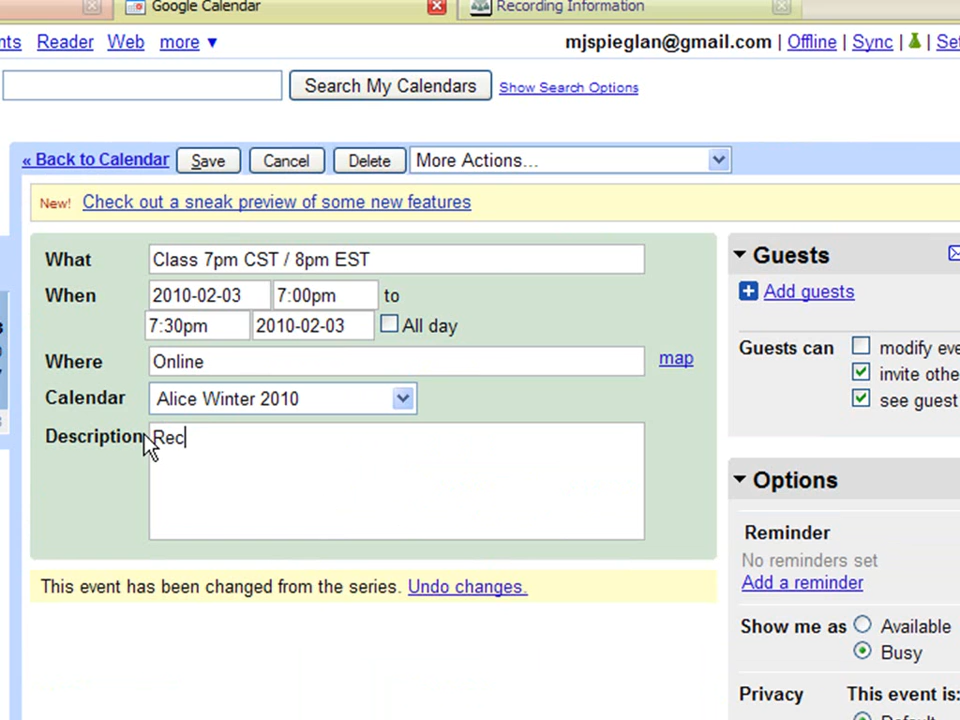 Google Calendar
Recording Information
nts Reader Web more ▼
mjspieglan@gmail.com | Offline | Sync | | Set
Search My Calendars Show Search Options
« Back to Calendar Save Cancel Delete More Actions...
New! Check out a sneak preview of some new features
What Class 7pm CST / 8pm EST
When 2010-02-03 7:00pm to
7:30pm 2010-02-03 All day
Where Online map
Calendar Alice Winter 2010
Description Rec
This event has been changed from the series. Undo changes.
Guests
Add guests
Guests can modify eve
invite othe
see guest
Options
Reminder
No reminders set
Add a reminder
Show me as Available
Busy
Privacy This event is:
Default